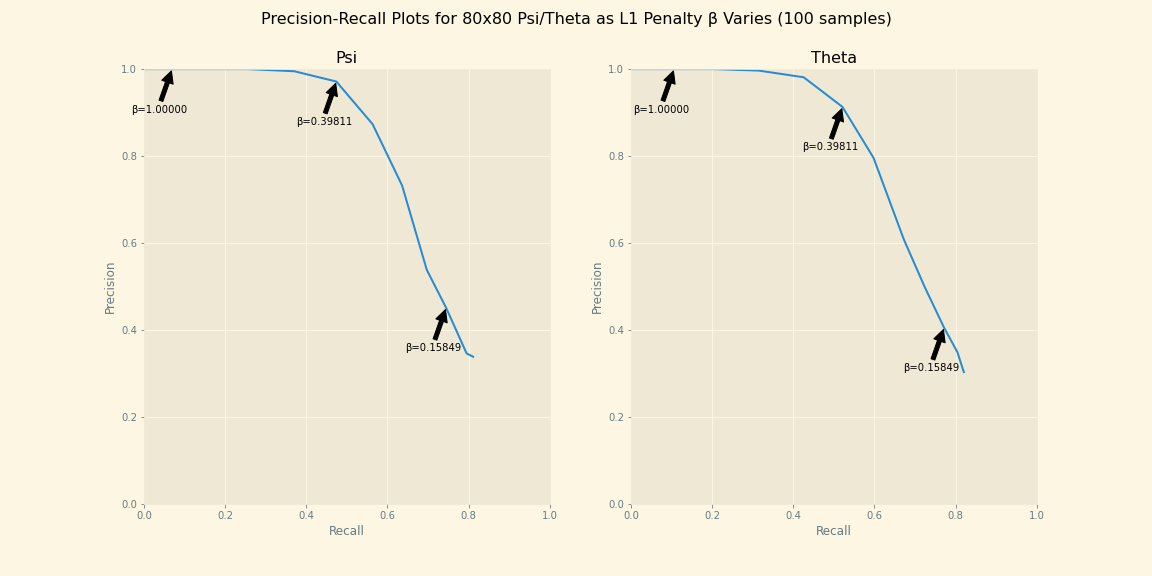 Precision-Recall Plots for 80x80 Psi/Theta as L1 Penalty β Varies (100 samples)
Psi
Precision
1.0
0.8
0.6
0.4
0.2
0.0
β=1.00000
β=0.39811
β=0.15849
0.0 0.2 0.4 0.6 0.8 1.0
Recall
Theta
Precision
1.0
0.8
0.6
0.4
0.2
0.0
β=1.00000
β=0.39811
β=0.15849
0.0 0.2 0.4 0.6 0.8 1.0
Recall